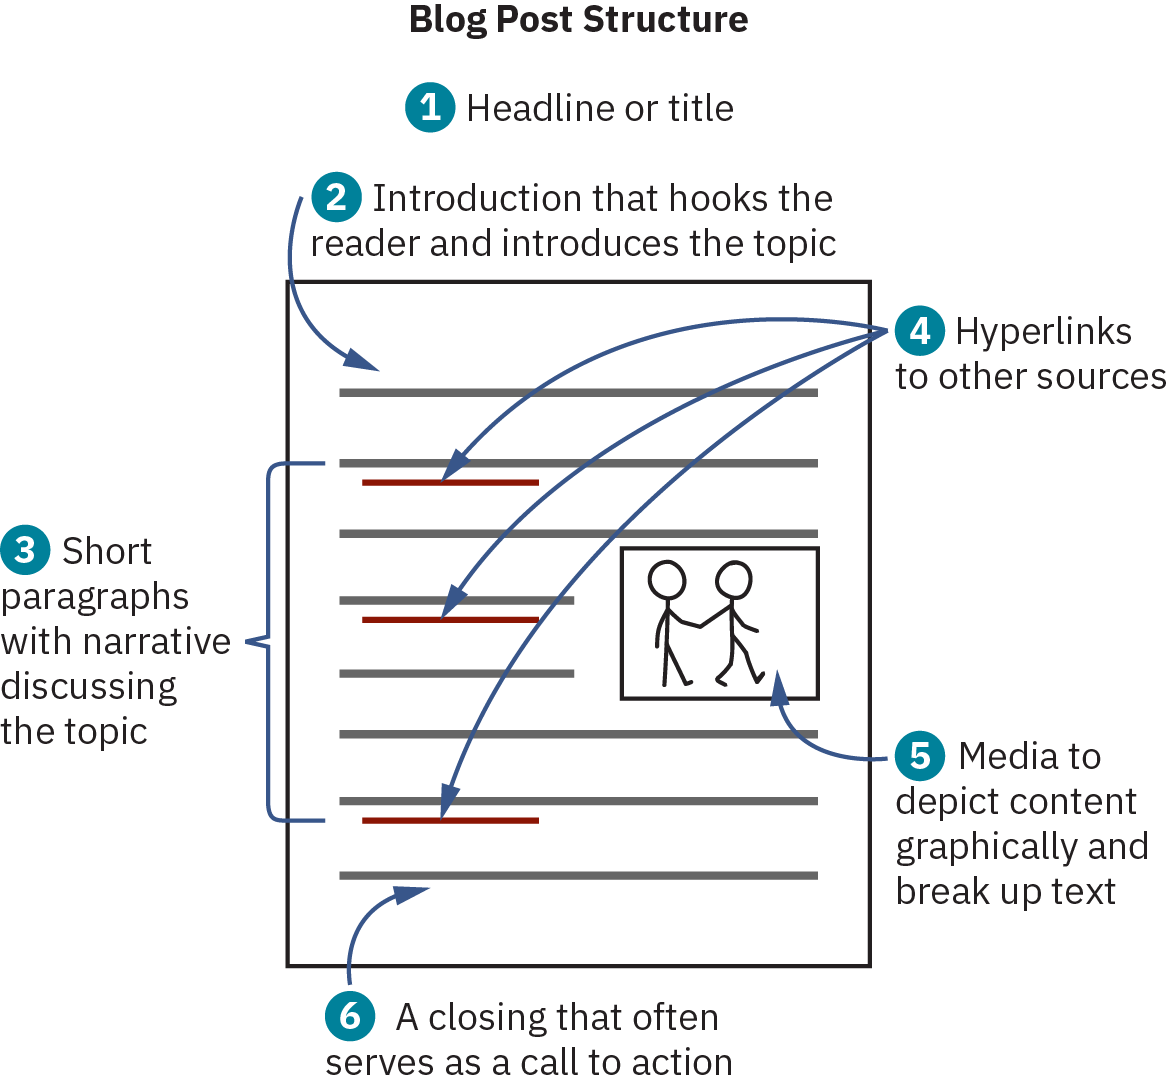 Blog Post Structure
1 Headline or title
2 Introduction that hooks the
reader and introduces the topic
4 Hyperlinks
to other sources
3 Short
paragraphs
with narrative
discussing
the topic
5 Media to
depict content
graphically and
break up text
6 A closing that often
serves as a call to action